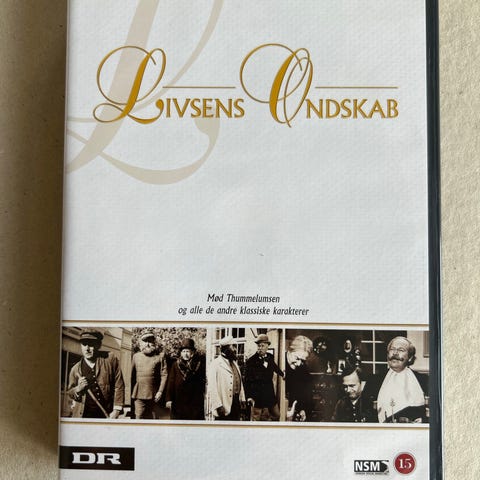 LIVSENS ONDSKAB
Mød Thummelumsen
og alle de andre klassiske karakterer
DR
NSM
15